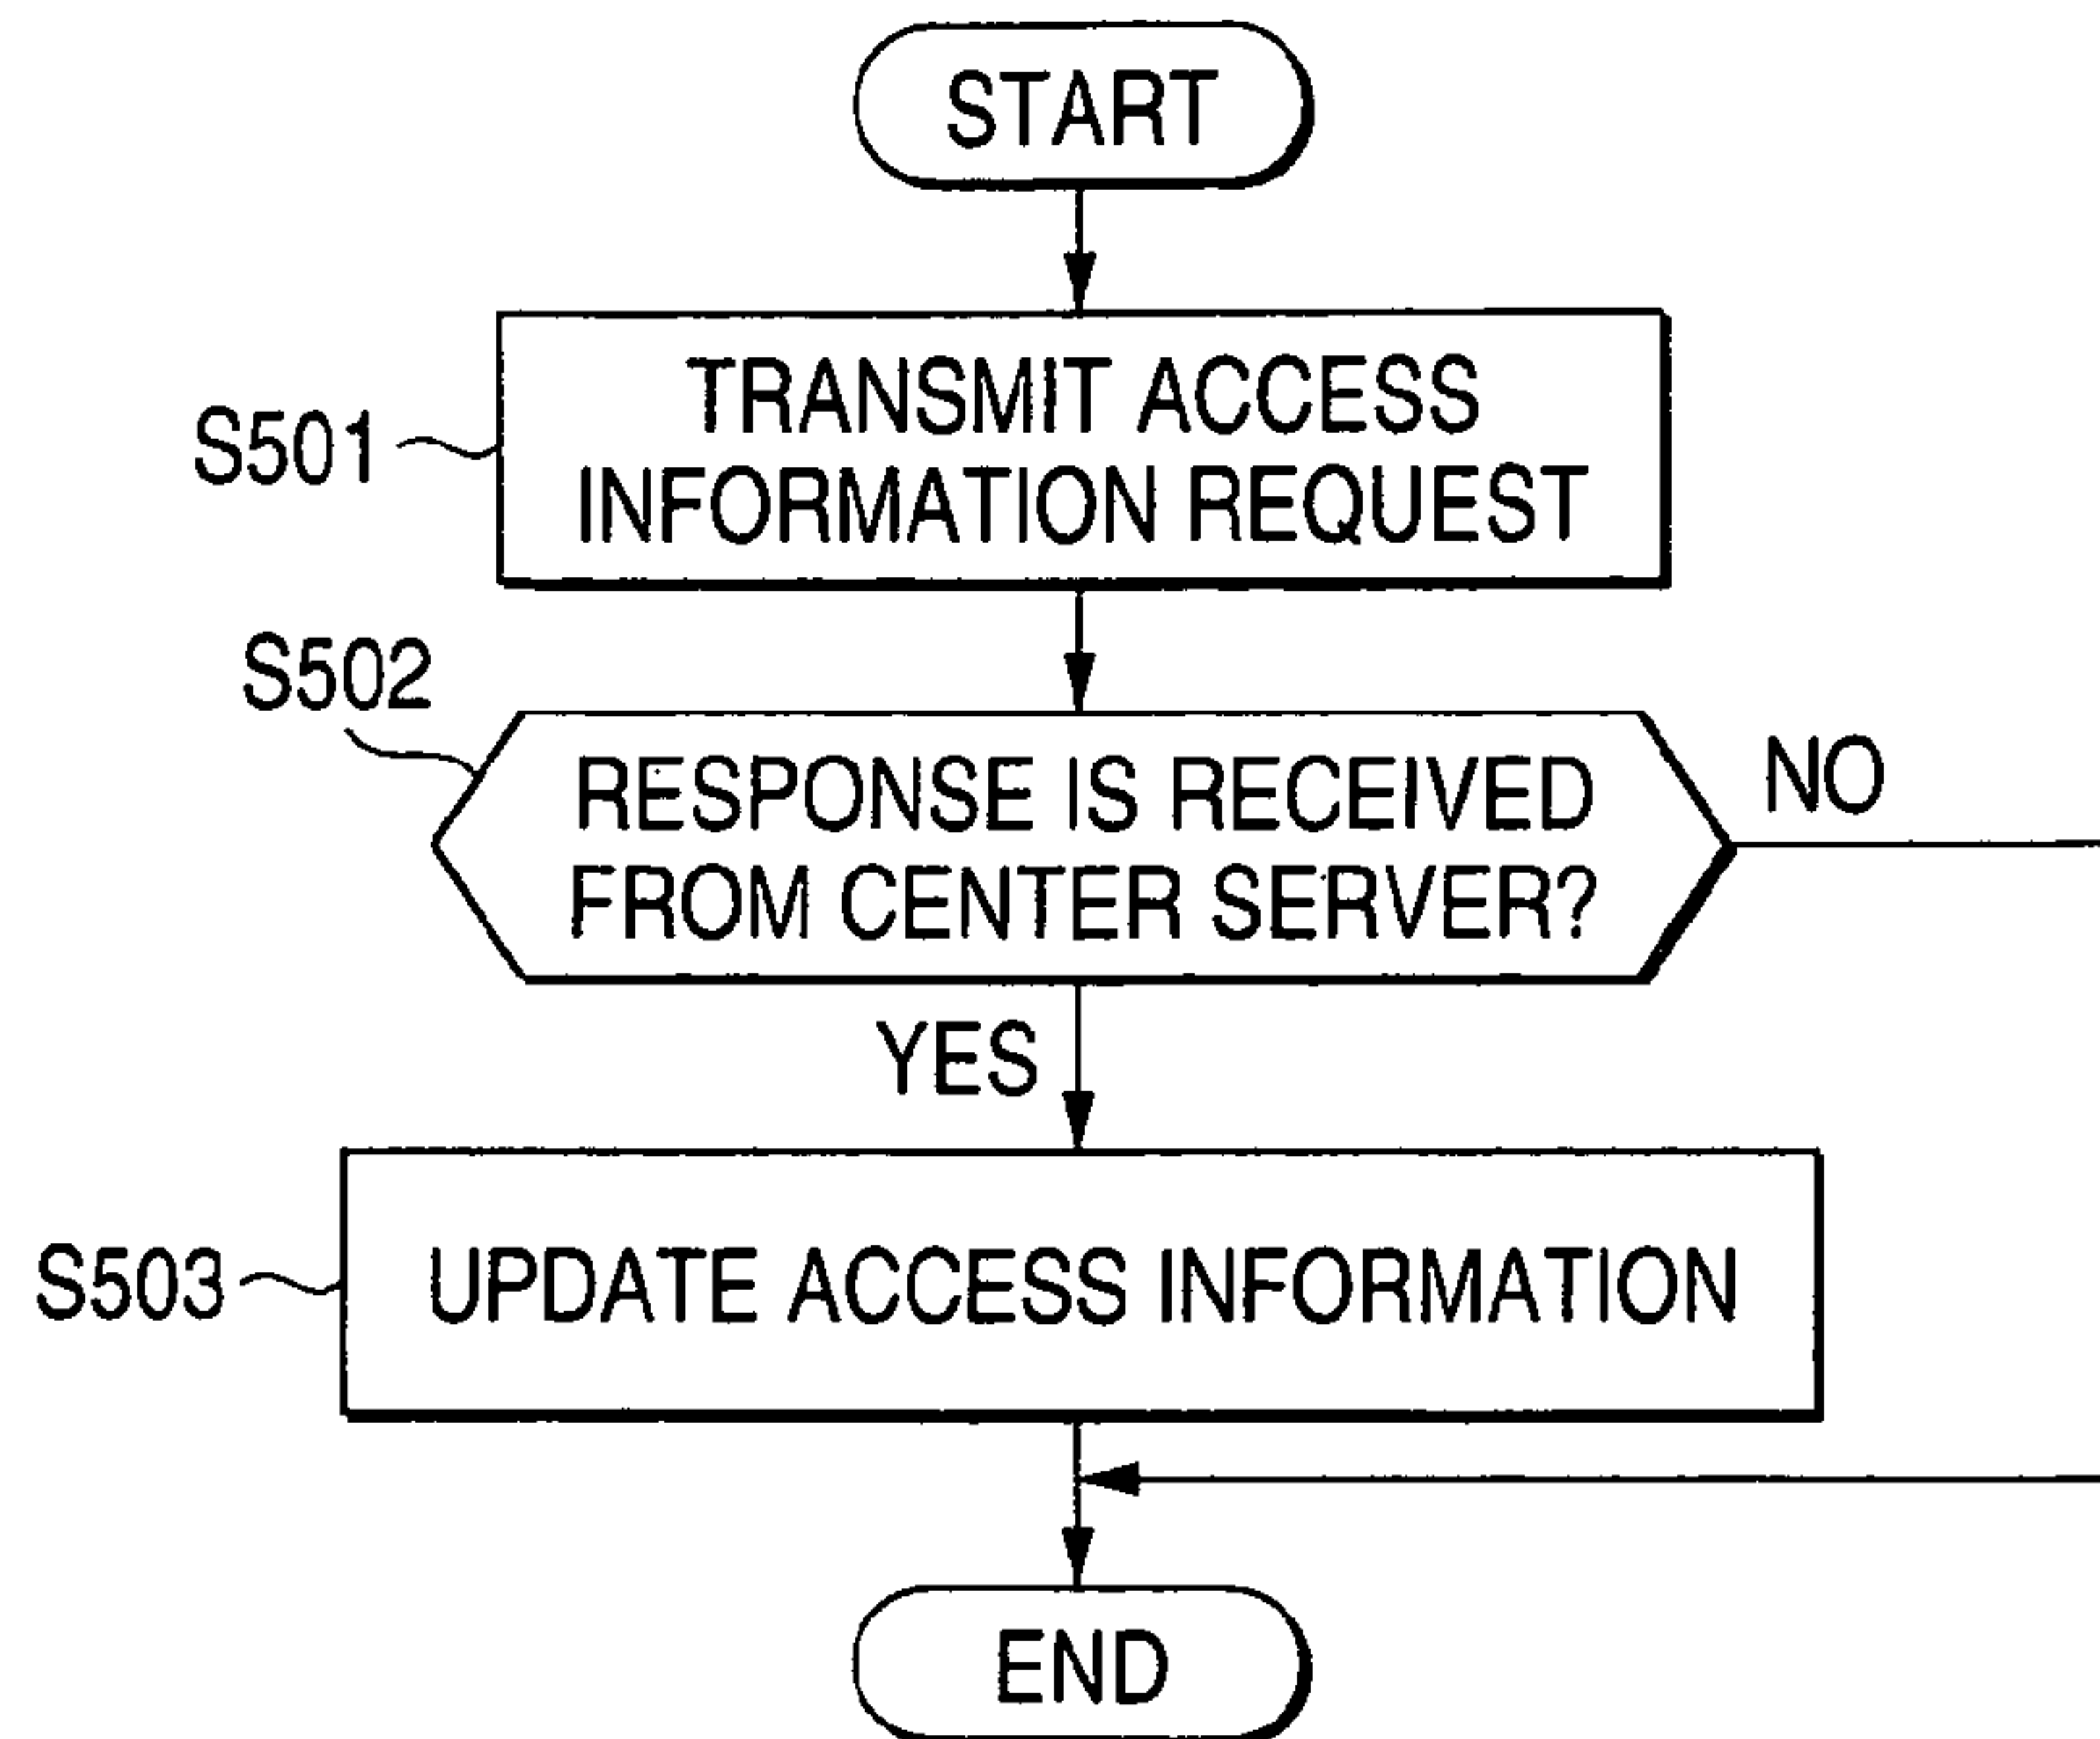 START
S501
TRANSMIT ACCESS
INFORMATION REQUEST
S502
RESPONSE IS RECEIVED
FROM CENTER SERVER?
NO
YES
S503
UPDATE ACCESS INFORMATION
END